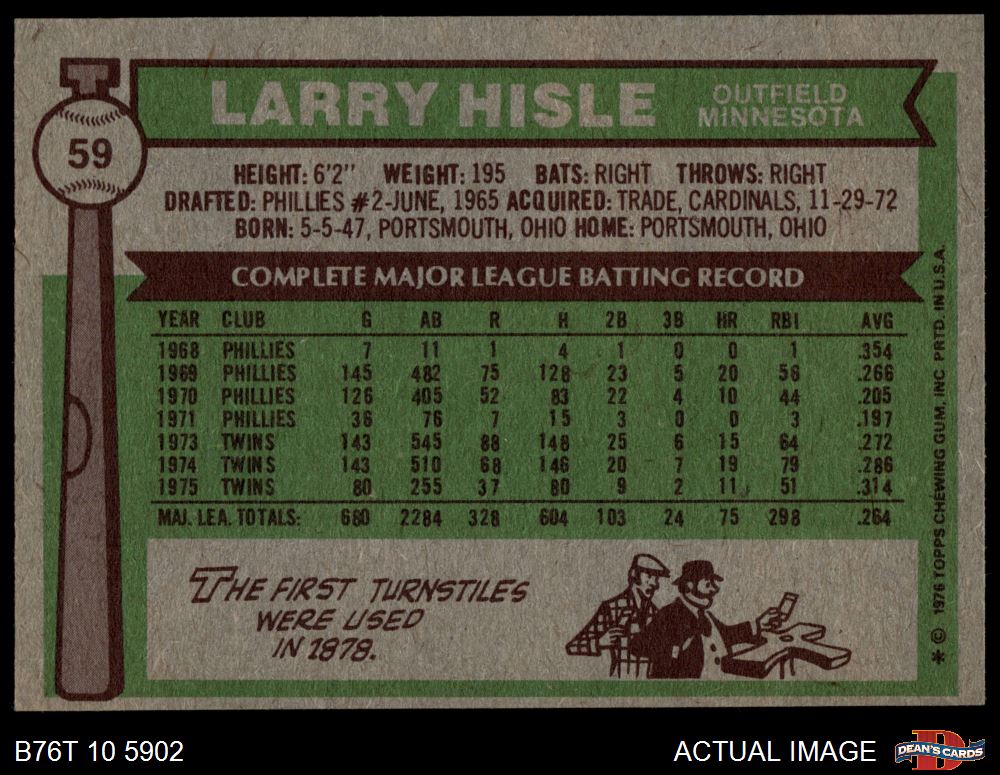 T
59
LARRY HISLE
OUTFIELD
MINNESOTA
HEIGHT: 6'2" WEIGHT: 195 BATS: RIGHT THROWS: RIGHT
DRAFTED: PHILLIES #2-JUNE, 1965 ACQUIRED: TRADE, CARDINALS, 11-29-72
BORN: 5-5-47, PORTSMOUTH, OHIO HOME: PORTSMOUTH, OHIO
COMPLETE MAJOR LEAGUE BATTING RECORD
YEAR CLUB G AB R H 2B 3B HR RBI AVG
1968 PHILLIES 7 11 1 4 1 0 0 1 .354
1969 PHILLIES 145 482 75 128 23 5 20 56 .266
1970 PHILLIES 126 405 52 83 22 4 10 44 .205
1971 PHILLIES 36 76 7 15 3 0 0 3 .197
1973 TWINS 143 545 88 148 25 6 15 64 .272
1974 TWINS 143 510 68 146 20 7 19 79 .286
1975 TWINS 80 255 37 80 9 2 11 51 .314
MAJ. LEA. TOTALS: 680 2284 328 604 103 24 75 298 .264
THE FIRST TURNSTILES
WERE USED
IN 1878.
* © 1976 TOPPS CHEWING GUM, INC PRTD. IN U.S.A.
B76T 10 5902
ACTUAL IMAGE
DEAN'S CARDS